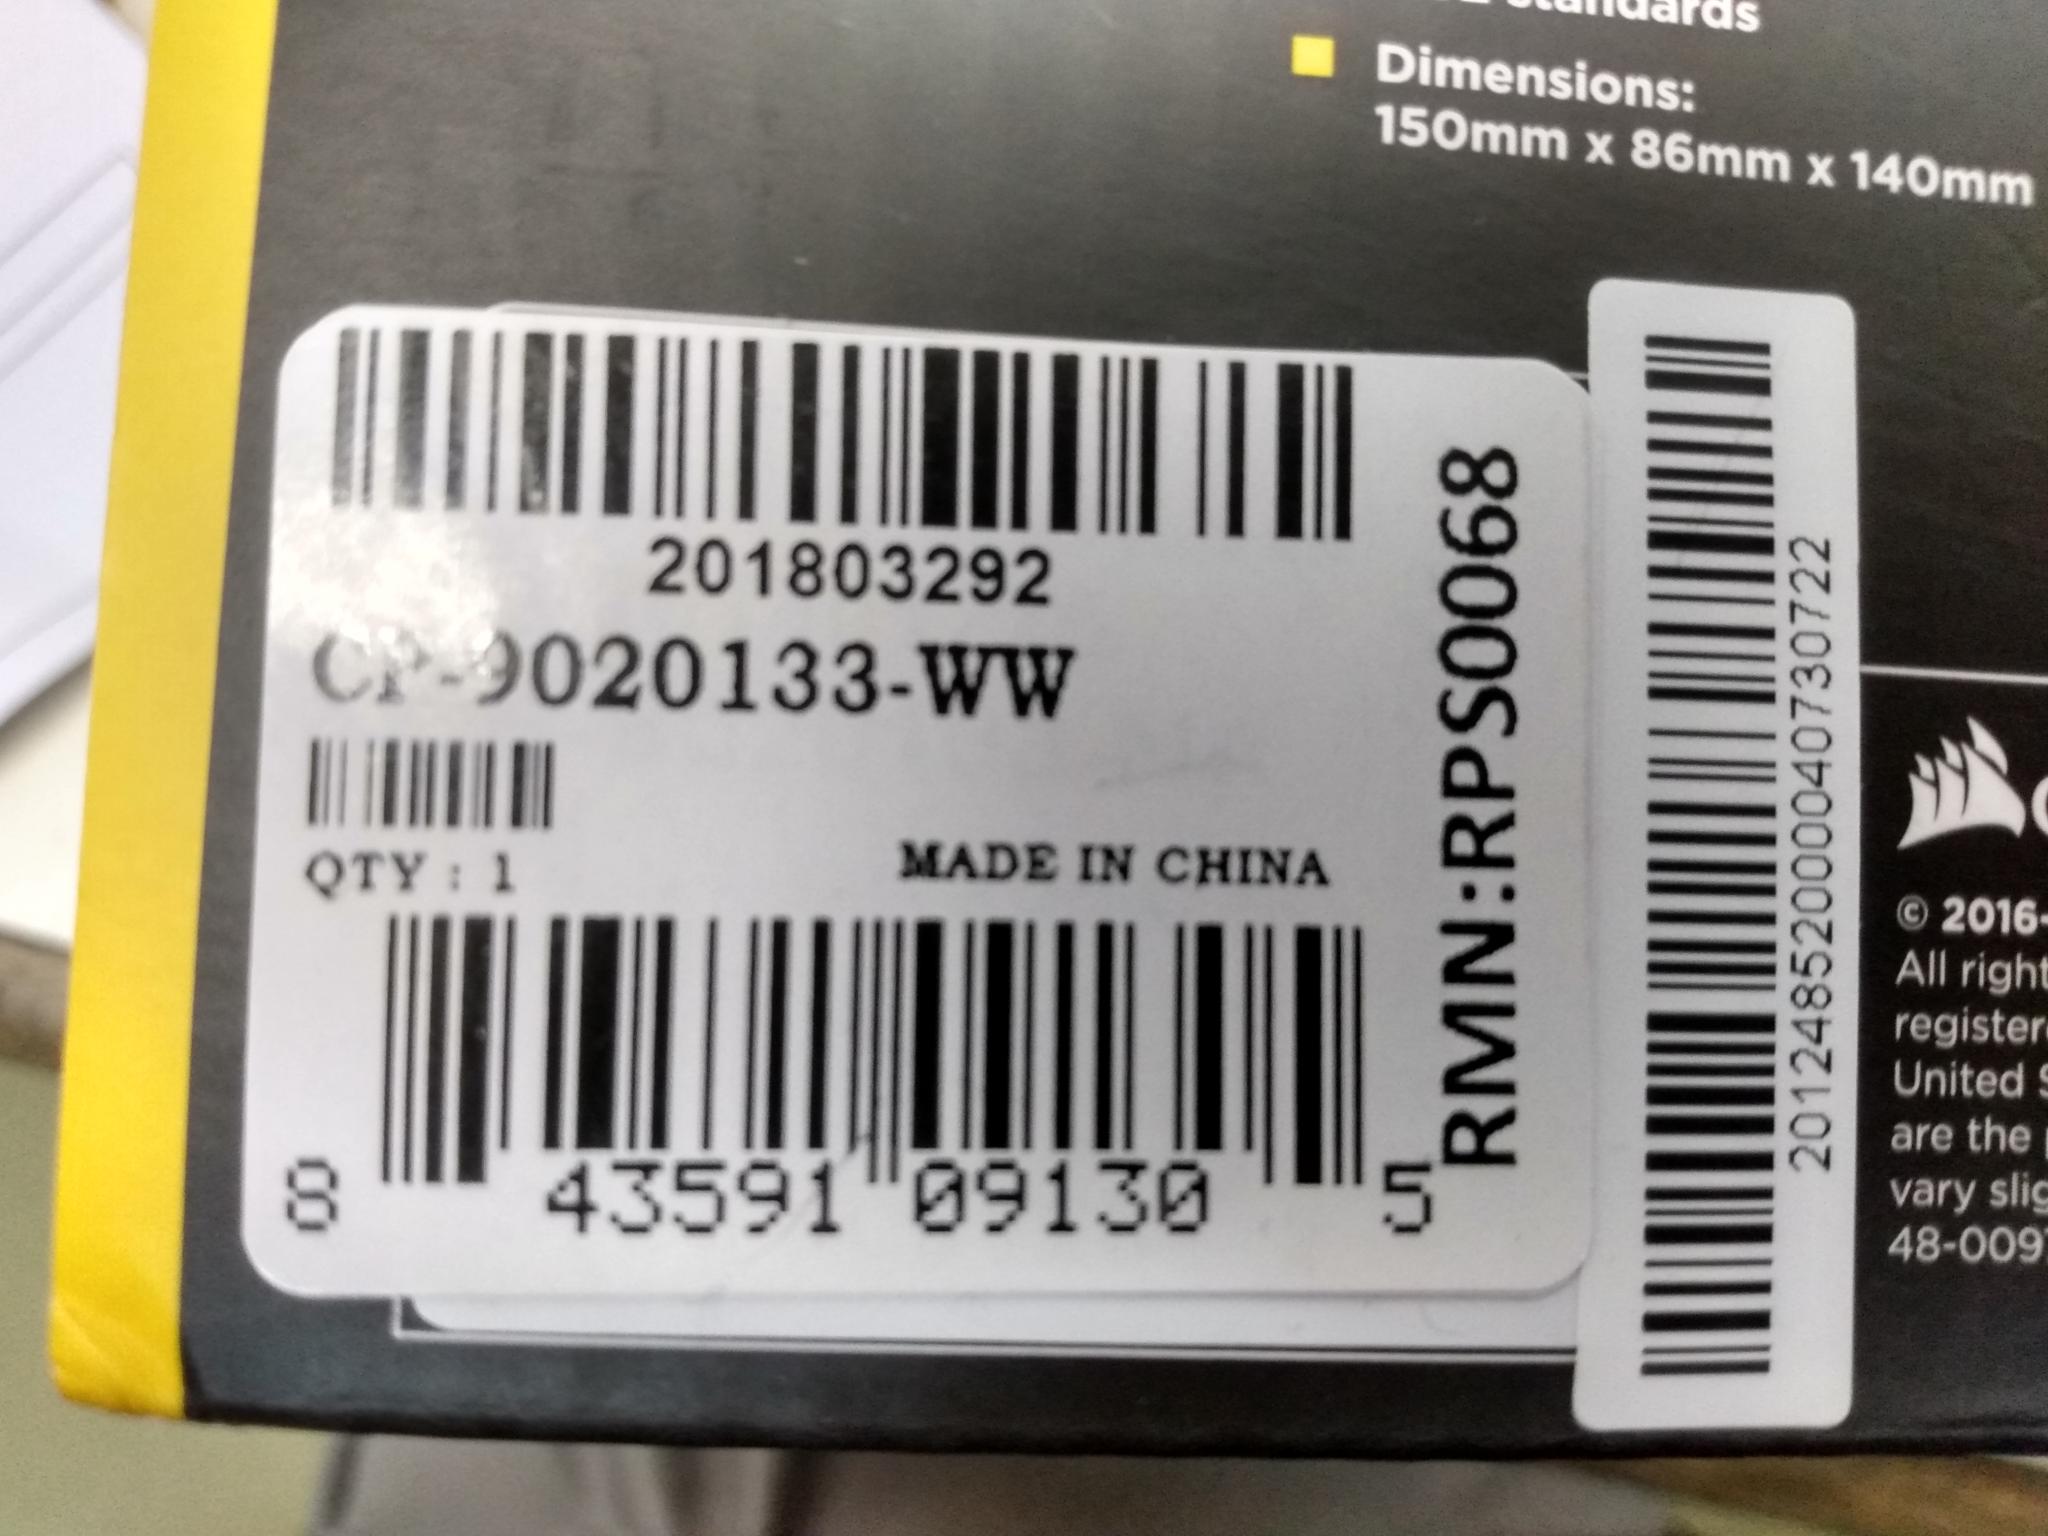 standards
Dimensions:
150mm x 86mm x 140mm
201803292
CP-9020133-WW
QTY : 1
MADE IN CHINA
8 43591 09130 5
RMN:RPS0068
20124852000040730722
© 2016-
All right
register
United S
are the
vary slig
48-009